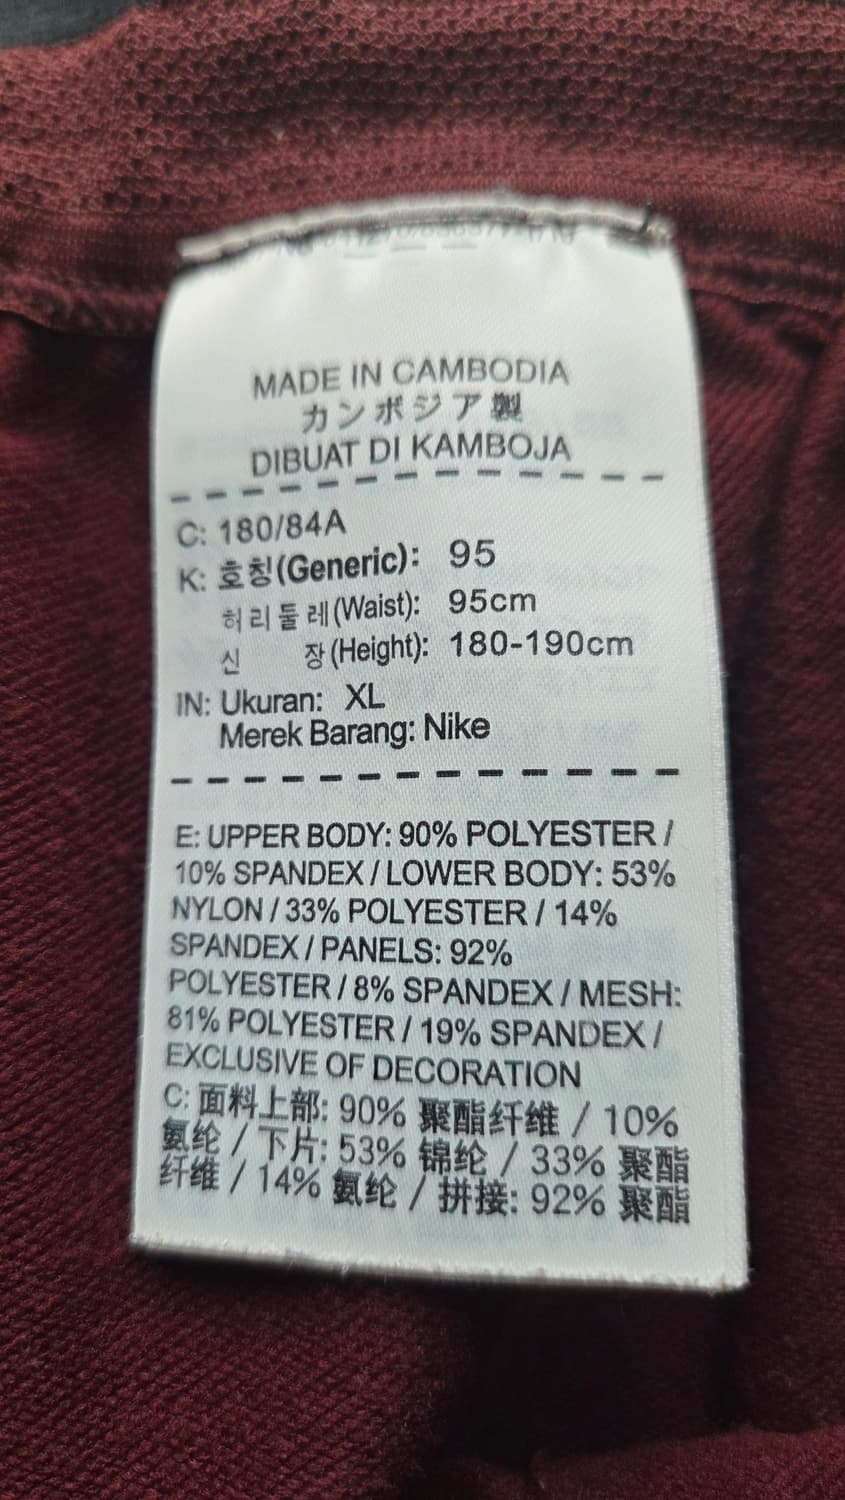 MADE IN CAMBODIA
カンボジア製
DIBUAT DI KAMBOJA
C: 180/84A
K: 호칭(Generic): 95
허리둘레(Waist): 95cm
신 장(Height): 180-190cm
IN: Ukuran: XL
Merek Barang: Nike
E: UPPER BODY: 90% POLYESTER /
10% SPANDEX / LOWER BODY: 53%
NYLON / 33% POLYESTER / 14%
SPANDEX / PANELS: 92%
POLYESTER / 8% SPANDEX / MESH:
81% POLYESTER / 19% SPANDEX /
EXCLUSIVE OF DECORATION
C: 面料上部: 90% 聚酯纤维 / 10%
氨纶 / 下片: 53% 锦纶 / 33% 聚酯
纤维 / 14% 氨纶 / 拼接: 92% 聚酯